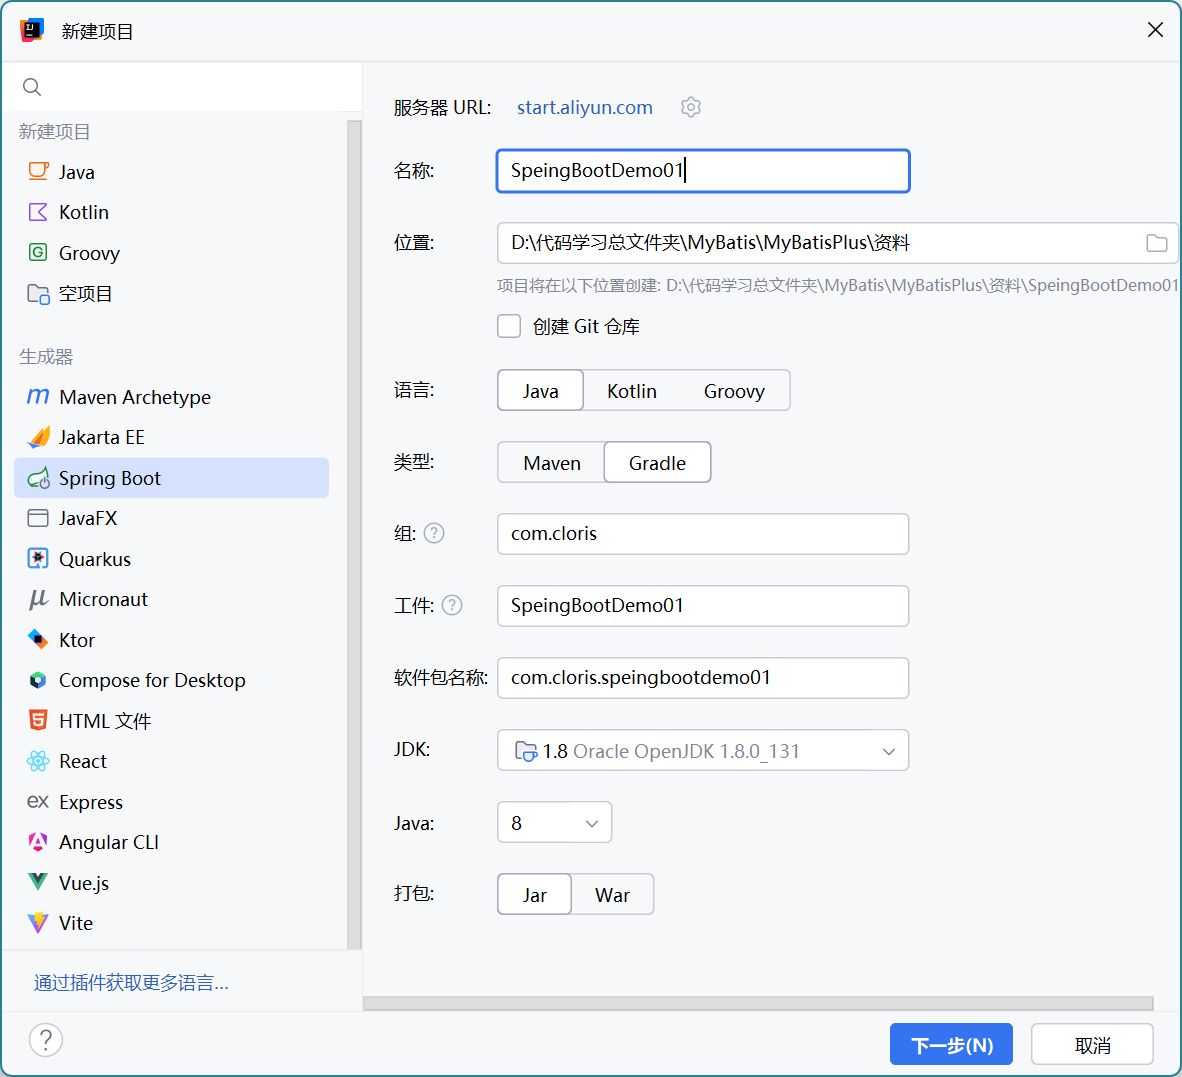 新建项目
新建项目
Java
Kotlin
Groovy
空项目
生成器
Maven Archetype
Jakarta EE
Spring Boot
JavaFX
Quarkus
Micronaut
Ktor
Compose for Desktop
HTML 文件
React
Express
Angular CLI
Vue.js
Vite
通过插件获取更多语言...
服务器 URL: start.aliyun.com
名称: SpeingBootDemo01
位置: D:\代码学习总文件夹\MyBatis\MyBatisPlus\资料
项目将在以下位置创建: D:\代码学习总文件夹\MyBatis\MyBatisPlus\资料\SpeingBootDemo01
创建 Git 仓库
语言: Java Kotlin Groovy
类型: Maven Gradle
组: ? com.cloris
工件: ? SpeingBootDemo01
软件包名称: com.cloris.speingbootdemo01
JDK: 1.8 Oracle OpenJDK 1.8.0_131
Java: 8
打包: Jar War
? 下一步(N) 取消